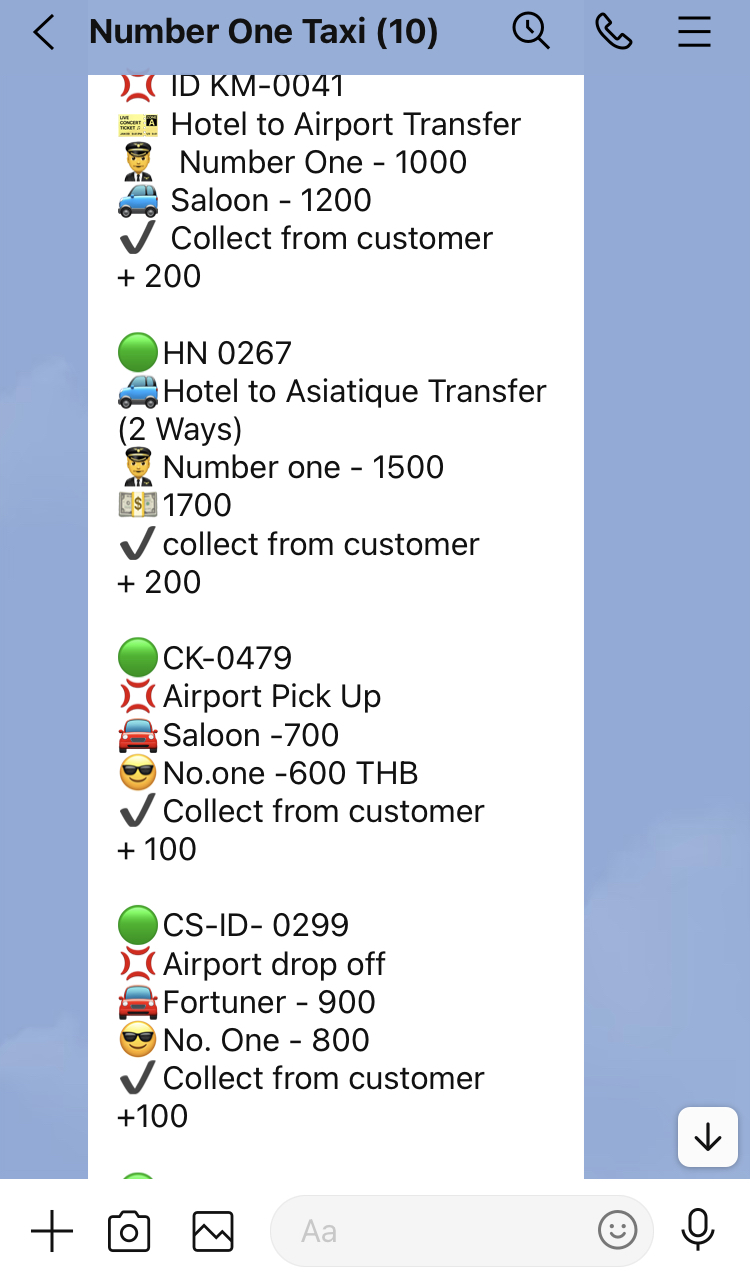 Number One Taxi (10)
ID KM-0041
Hotel to Airport Transfer
Number One - 1000
Saloon - 1200
Collect from customer
+ 200
HN 0267
Hotel to Asiatique Transfer
(2 Ways)
Number one - 1500
1700
collect from customer
+ 200
CK-0479
Airport Pick Up
Saloon -700
No.one -600 THB
Collect from customer
+ 100
CS-ID- 0299
Airport drop off
Fortuner - 900
No. One - 800
Collect from customer
+100
Aa